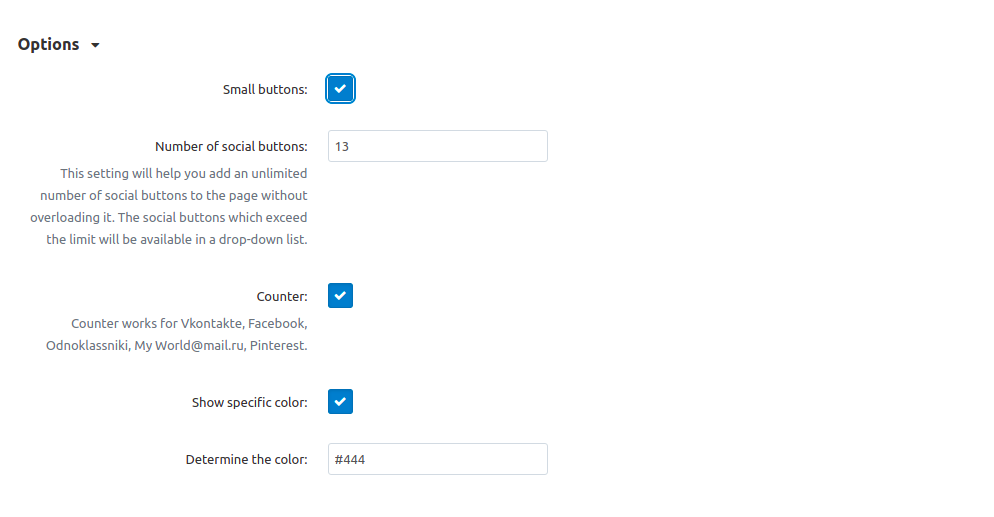 Options
Small buttons:
Number of social buttons: 13
This setting will help you add an unlimited
number of social buttons to the page without
overloading it. The social buttons which exceed
the limit will be available in a drop-down list.
Counter:
Counter works for Vkontakte, Facebook,
Odnoklassniki, My World@mail.ru, Pinterest.
Show specific color:
Determine the color: #444